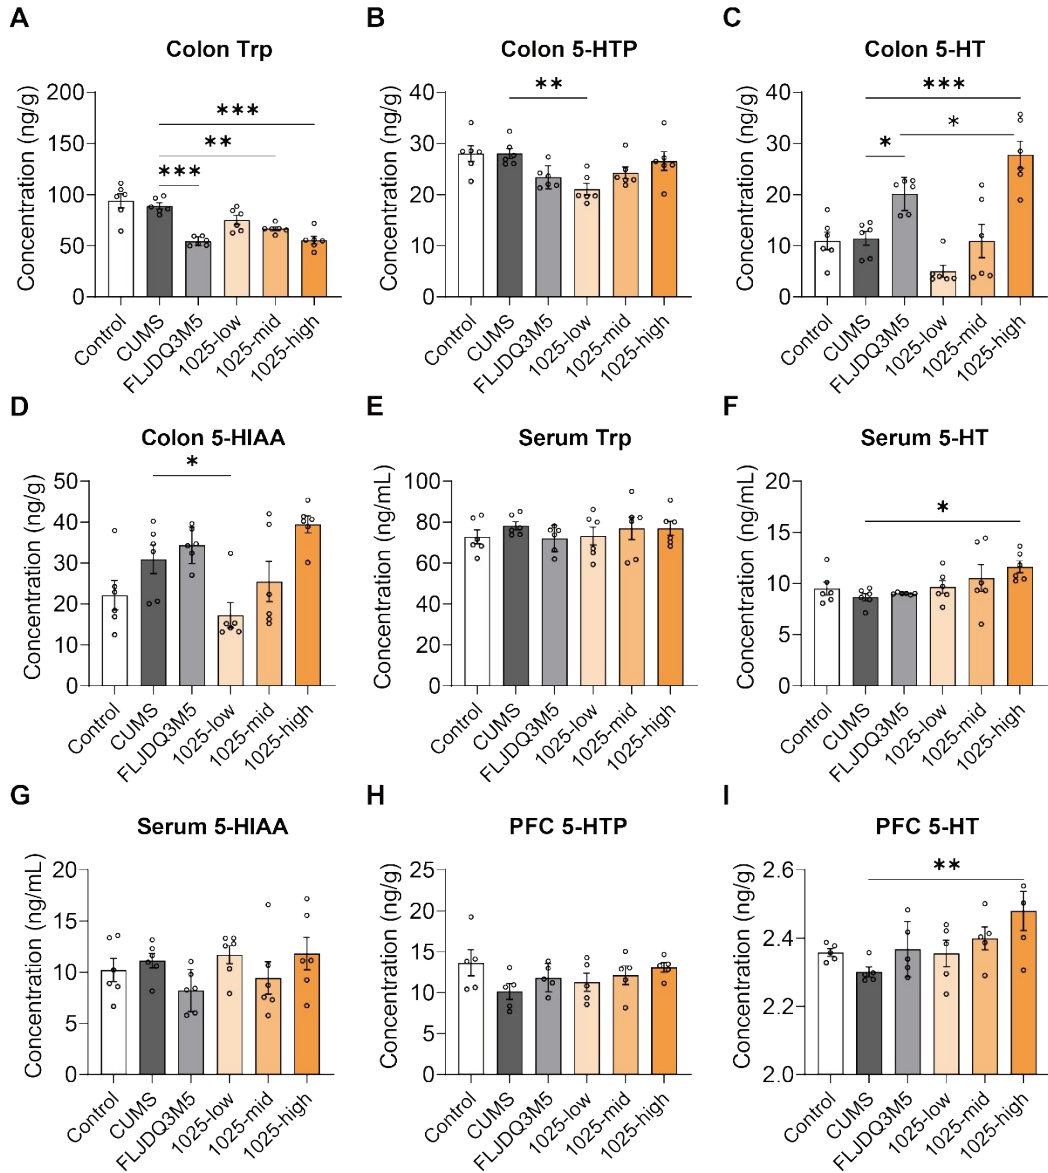 A
Colon Trp
Concentration (ng/g)
200
150
100
50
0
***
**
***
Control
CUMS
FLJDQ3M5
1025-low
1025-mid
1025-high
B
Colon 5-HTP
Concentration (ng/g)
40
30
20
10
0
**
Control
CUMS
FLJDQ3M5
1025-low
1025-mid
1025-high
C
Colon 5-HT
Concentration (ng/g)
40
30
20
10
0
***
*
*
Control
CUMS
FLJDQ3M5
1025-low
1025-mid
1025-high
D
Colon 5-HIAA
Concentration (ng/g)
50
40
30
20
10
0
*
Control
CUMS
FLJDQ3M5
1025-low
1025-mid
1025-high
E
Serum Trp
Concentration (ng/mL)
100
80
60
40
20
0
Control
CUMS
FLJDQ3M5
1025-low
1025-mid
1025-high
F
Serum 5-HT
Concentration (ng/mL)
20
15
10
5
0
*
Control
CUMS
FLJDQ3M5
1025-low
1025-mid
1025-high
G
Serum 5-HIAA
Concentration (ng/mL)
20
15
10
5
0
Control
CUMS
FLJDQ3M5
1025-low
1025-mid
1025-high
H
PFC 5-HTP
Concentration (ng/g)
25
20
15
10
5
0
Control
CUMS
FLJDQ3M5
1025-low
1025-mid
1025-high
I
PFC 5-HT
Concentration (ng/g)
2.6
2.4
2.2
2.0
**
Control
CUMS
FLJDQ3M5
1025-low
1025-mid
1025-high